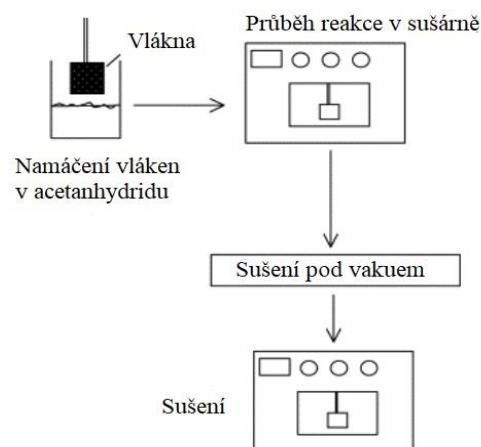 Vlákna
Průběh reakce v sušárně
Namáčení vláken
v acetanhydridu
Sušení pod vakuem
Sušení